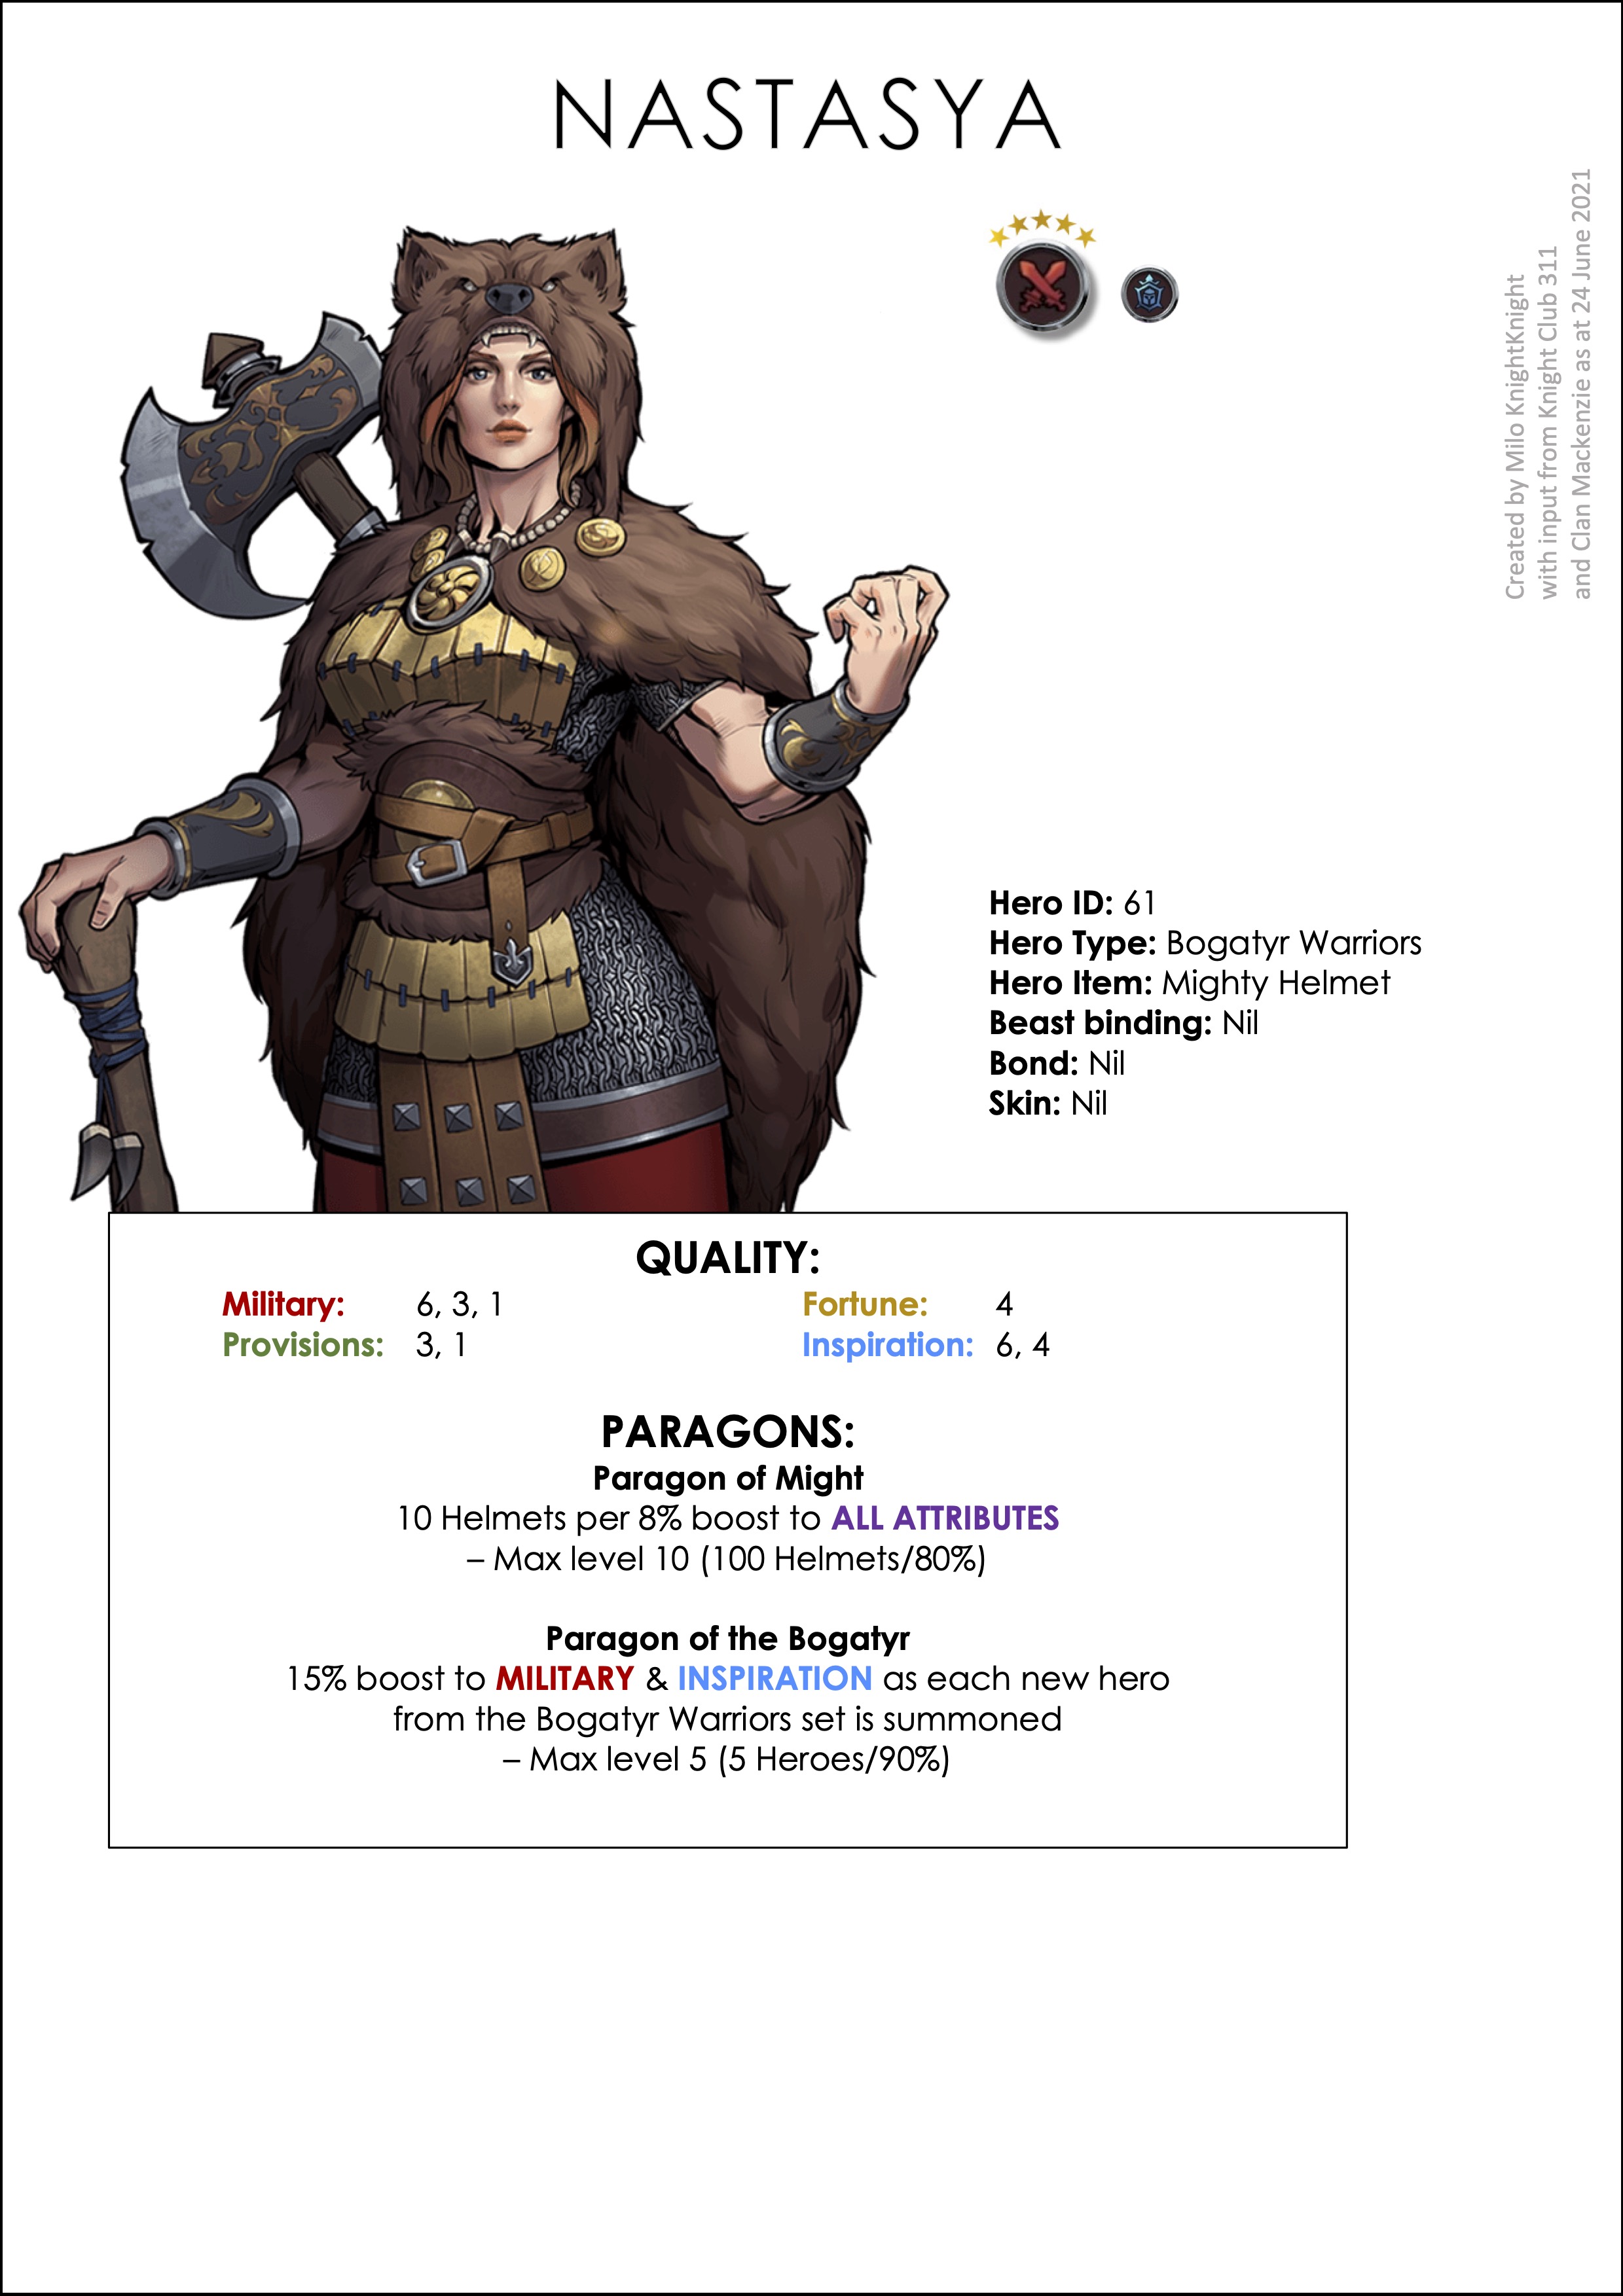 NASTASYA
Created by Milo KnightKnight
with input from Knight Club 311
and Clan Mackenzie as at 24 June 2021
Hero ID: 61
Hero Type: Bogatyr Warriors
Hero Item: Mighty Helmet
Beast binding: Nil
Bond: Nil
Skin: Nil
QUALITY:
Military: 6, 3, 1 Fortune: 4
Provisions: 3, 1 Inspiration: 6, 4
PARAGONS:
Paragon of Might
10 Helmets per 8% boost to ALL ATTRIBUTES
– Max level 10 (100 Helmets/80%)
Paragon of the Bogatyr
15% boost to MILITARY & INSPIRATION as each new hero
from the Bogatyr Warriors set is summoned
– Max level 5 (5 Heroes/90%)